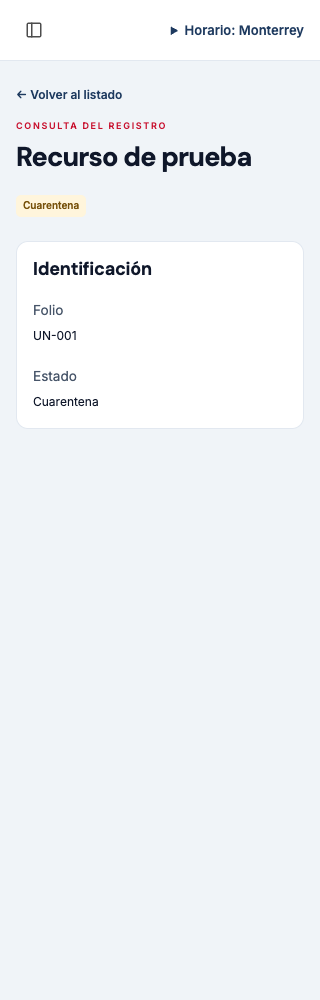 ▶ Horario: Monterrey
← Volver al listado
CONSULTA DEL REGISTRO
Recurso de prueba
Cuarentena
Identificación
Folio
UN-001
Estado
Cuarentena